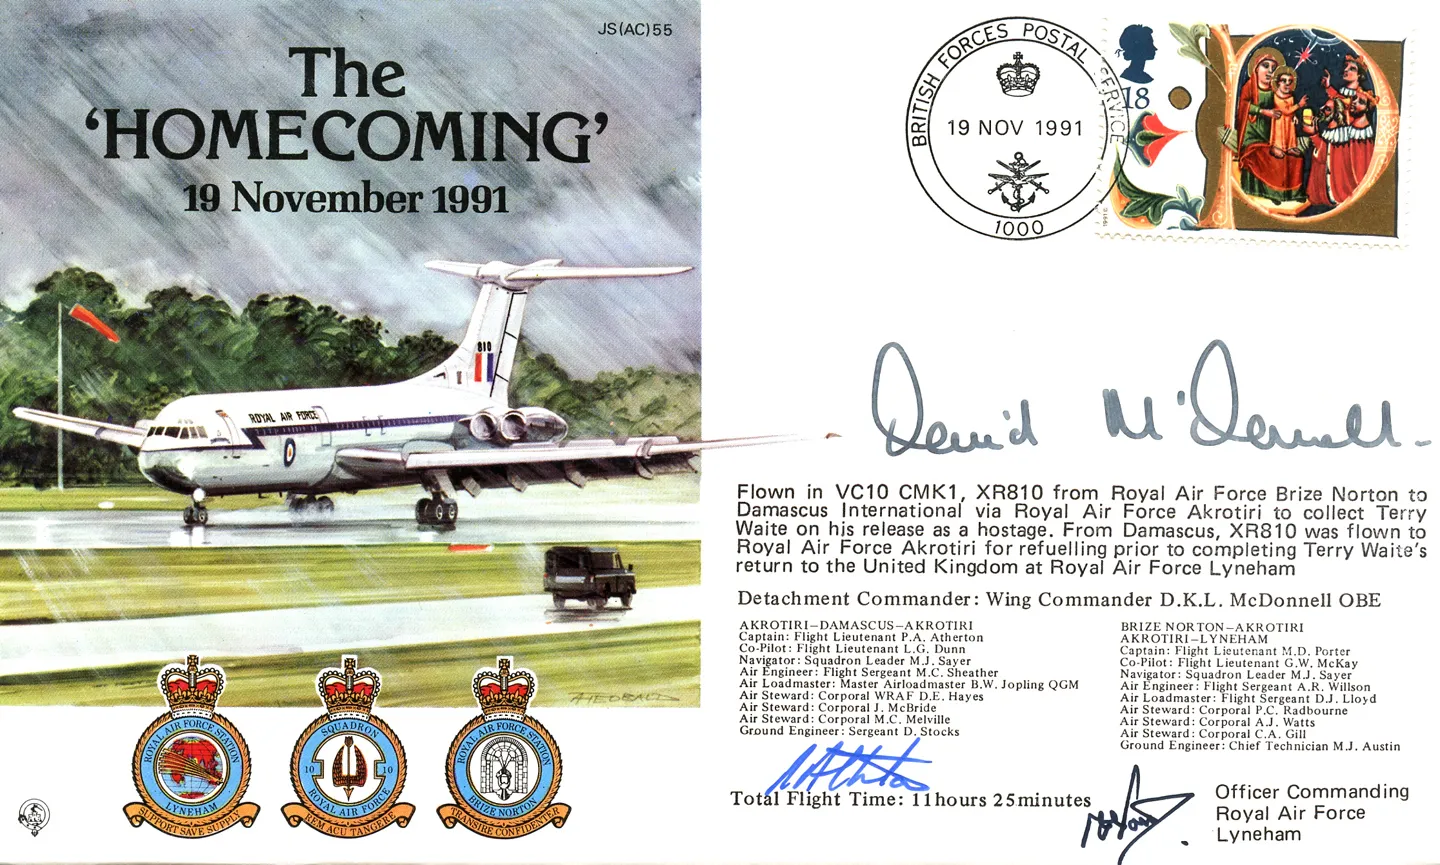 JS(AC)55
The
‘HOMECOMING’
19 November 1991
810
ROYAL AIR FORCE
BRITISH FORCES POSTAL SERVICE
19 NOV 1991
1000
18
David McDonnell
Flown in VC10 CMK1, XR810 from Royal Air Force Brize Norton to
Damascus International via Royal Air Force Akrotiri to collect Terry
Waite on his release as a hostage. From Damascus, XR810 was flown to
Royal Air Force Akrotiri for refuelling prior to completing Terry Waite's
return to the United Kingdom at Royal Air Force Lyneham
Detachment Commander: Wing Commander D.K.L. McDonnell OBE
AKROTIRI–DAMASCUS–AKROTIRI
Captain: Flight Lieutenant P.A. Atherton
Co-Pilot: Flight Lieutenant L.G. Dunn
Navigator: Squadron Leader M.J. Sayer
Air Engineer: Flight Sergeant M.C. Sheather
Air Loadmaster: Master Airloadmaster B.W. Jopling QGM
Air Steward: Corporal WRAF D.E. Hayes
Air Steward: Corporal J. McBride
Air Steward: Corporal M.C. Melville
Ground Engineer: Sergeant D. Stocks
BRIZE NORTON–AKROTIRI
AKROTIRI–LYNEHAM
Captain: Flight Lieutenant M.D. Porter
Co-Pilot: Flight Lieutenant G.W. McKay
Navigator: Squadron Leader M.J. Sayer
Air Engineer: Flight Sergeant A.R. Willson
Air Loadmaster: Flight Sergeant D.J. Lloyd
Air Steward: Corporal P.C. Radbourne
Air Steward: Corporal A.J. Watts
Air Steward: Corporal C.A. Gill
Ground Engineer: Chief Technician M.J. Austin
Total Flight Time: 11hours 25minutes
Officer Commanding
Royal Air Force
Lyneham
ROYAL AIR FORCE STATION
LYNEHAM
SUPPORT SAVE SUPPLY
SQUADRON
10 10
ROYAL AIR FORCE
REM ACU TANGERE
ROYAL AIR FORCE STATION
BRIZE NORTON
TRANSIRE CONFIDENTER